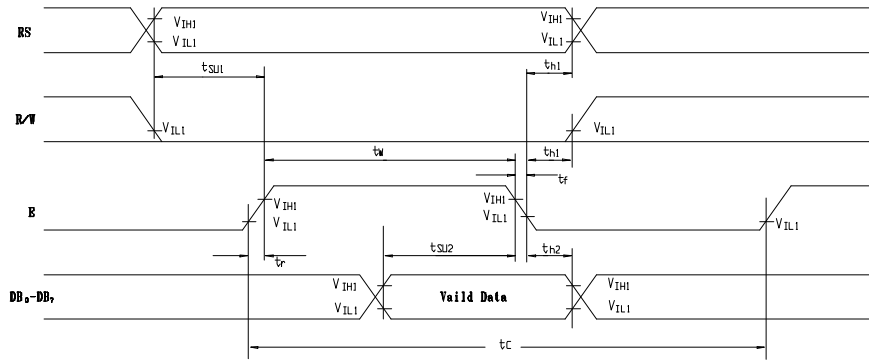 RS
VIH1
VIL1
VIH1
VIL1
tSU1
th1
R/W
VIL1
VIL1
tW
th1
tf
E
VIH1
VIL1
VIH1
VIL1
VIL1
tr
tSU2
th2
DB0-DB7
VIH1
VIL1
Vaild Data
VIH1
VIL1
tC